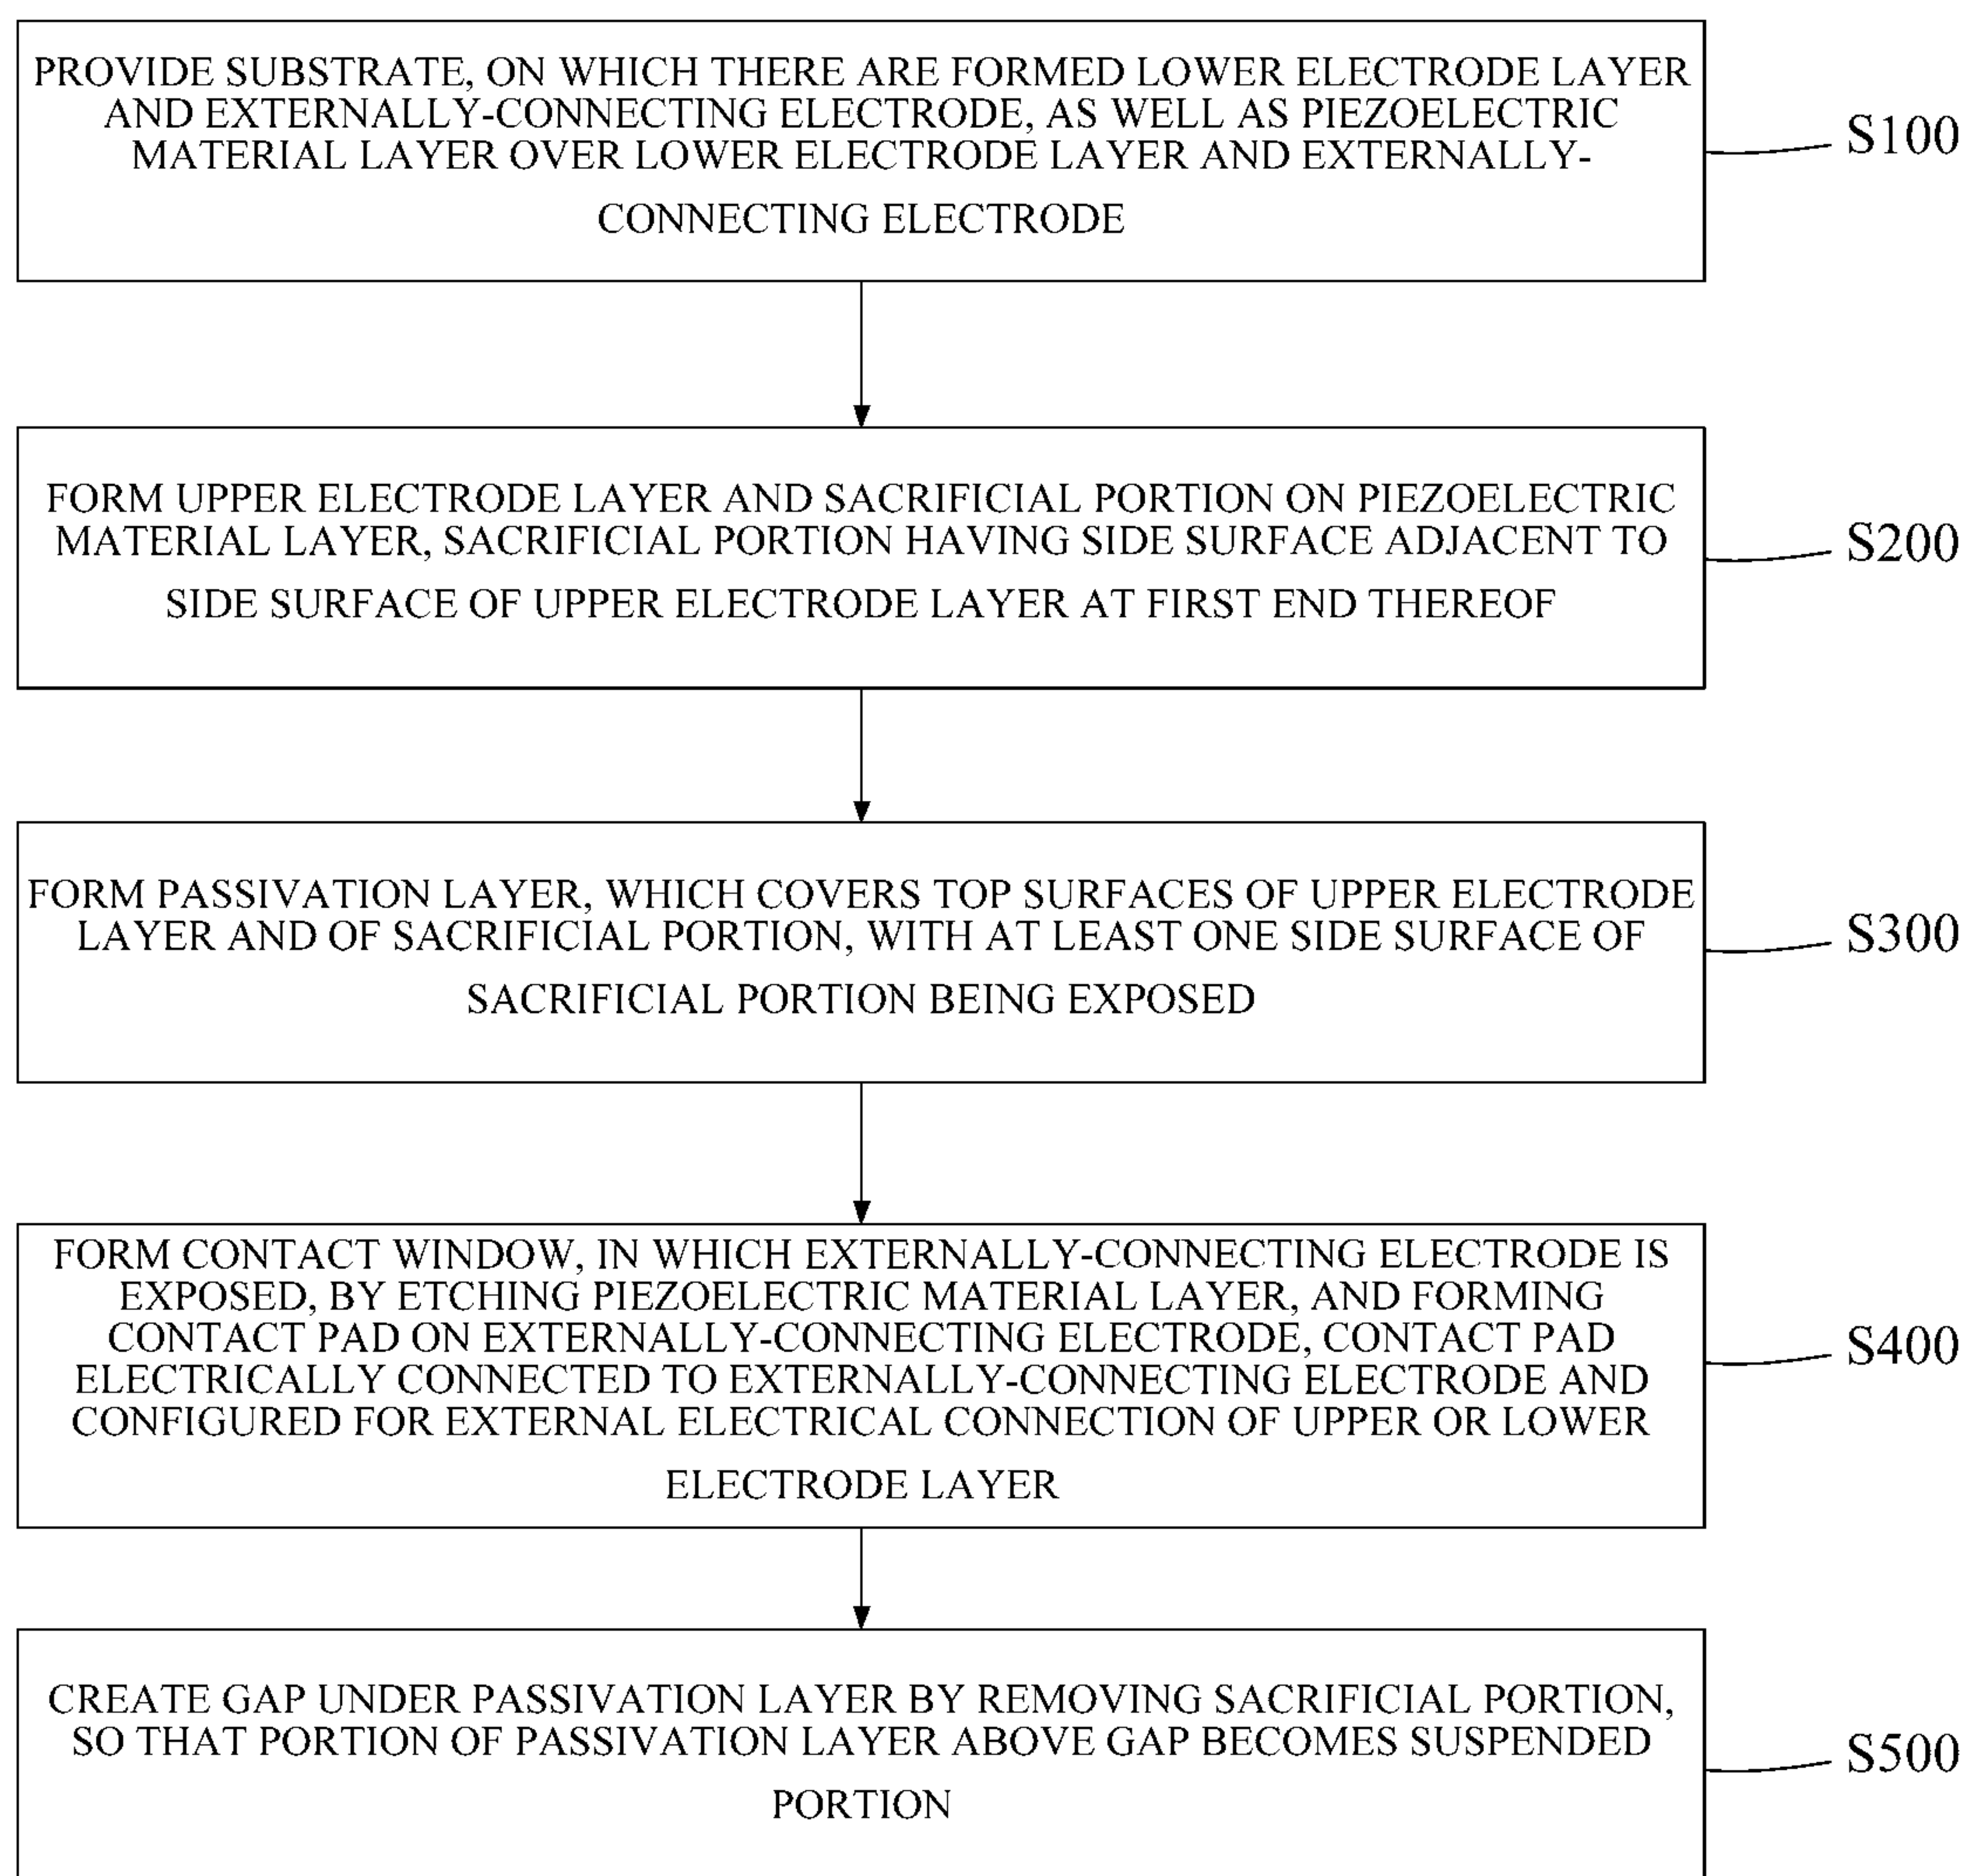 PROVIDE SUBSTRATE, ON WHICH THERE ARE FORMED LOWER ELECTRODE LAYER
AND EXTERNALLY-CONNECTING ELECTRODE, AS WELL AS PIEZOELECTRIC
MATERIAL LAYER OVER LOWER ELECTRODE LAYER AND EXTERNALLY-
CONNECTING ELECTRODE
S100
FORM UPPER ELECTRODE LAYER AND SACRIFICIAL PORTION ON PIEZOELECTRIC
MATERIAL LAYER, SACRIFICIAL PORTION HAVING SIDE SURFACE ADJACENT TO
SIDE SURFACE OF UPPER ELECTRODE LAYER AT FIRST END THEREOF
S200
FORM PASSIVATION LAYER, WHICH COVERS TOP SURFACES OF UPPER ELECTRODE
LAYER AND OF SACRIFICIAL PORTION, WITH AT LEAST ONE SIDE SURFACE OF
SACRIFICIAL PORTION BEING EXPOSED
S300
FORM CONTACT WINDOW, IN WHICH EXTERNALLY-CONNECTING ELECTRODE IS
EXPOSED, BY ETCHING PIEZOELECTRIC MATERIAL LAYER, AND FORMING
CONTACT PAD ON EXTERNALLY-CONNECTING ELECTRODE, CONTACT PAD
ELECTRICALLY CONNECTED TO EXTERNALLY-CONNECTING ELECTRODE AND
CONFIGURED FOR EXTERNAL ELECTRICAL CONNECTION OF UPPER OR LOWER
ELECTRODE LAYER
S400
CREATE GAP UNDER PASSIVATION LAYER BY REMOVING SACRIFICIAL PORTION,
SO THAT PORTION OF PASSIVATION LAYER ABOVE GAP BECOMES SUSPENDED
PORTION
S500